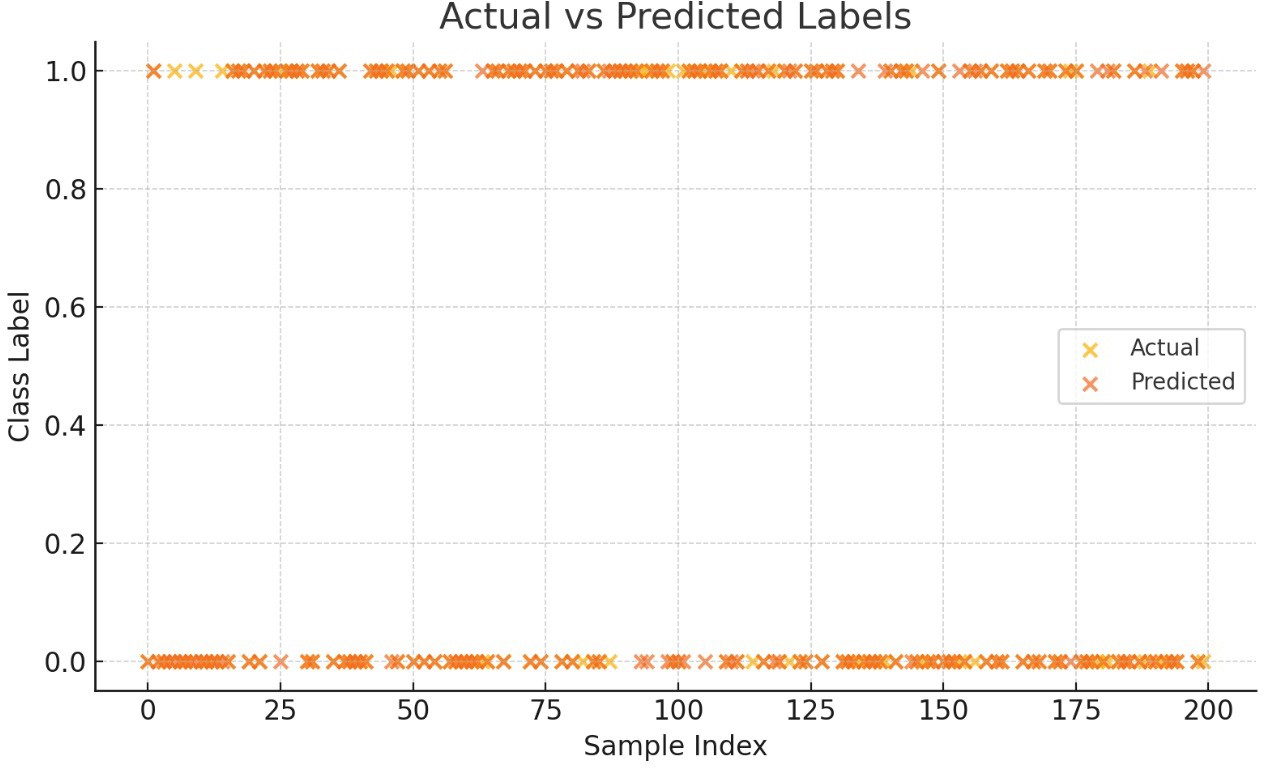 Actual vs Predicted Labels
1.0
0.8
0.6
0.4
0.2
0.0
Class Label
Actual
Predicted
0 25 50 75 100 125 150 175 200
Sample Index